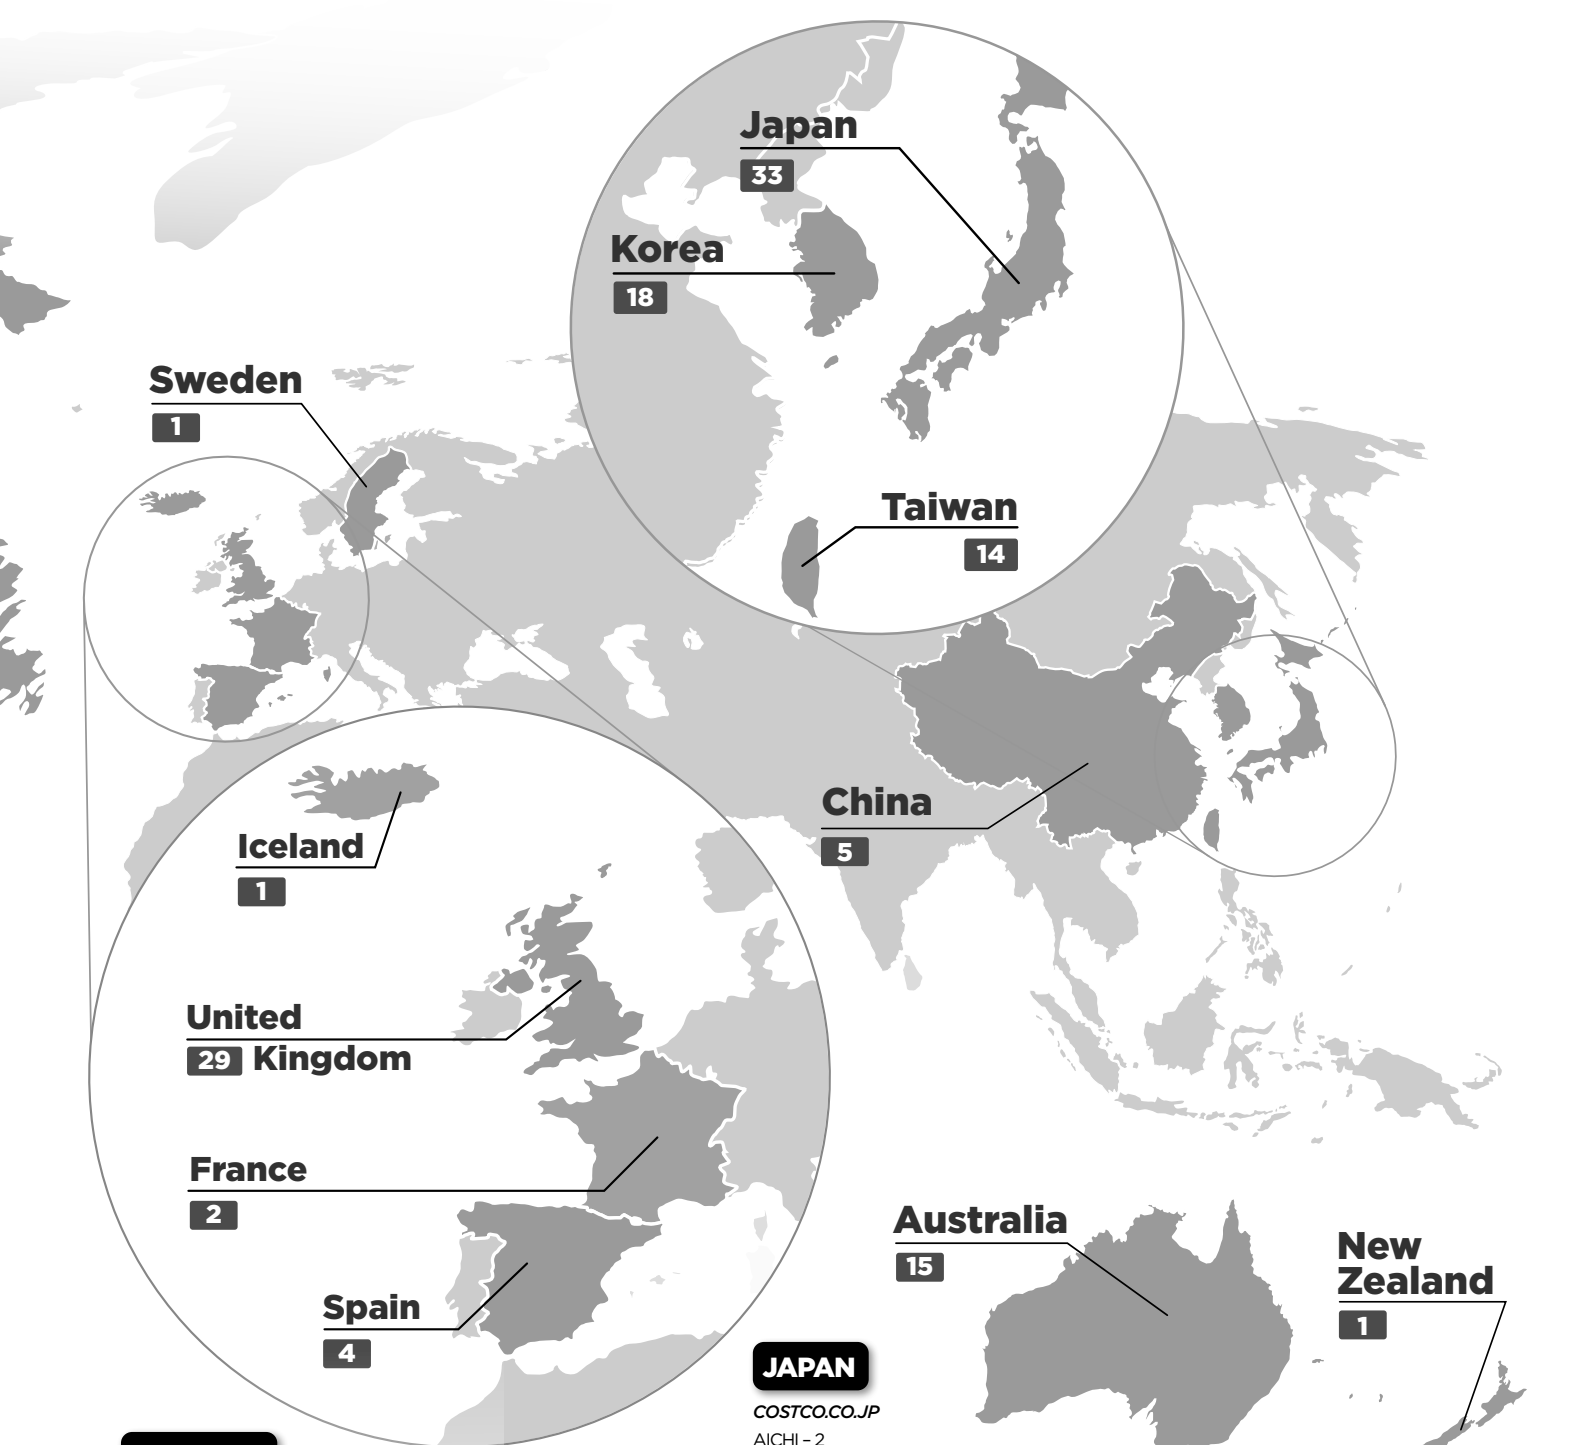 Japan
33
Korea
18
Sweden
1
Taiwan
14
China
5
Iceland
1
United
29 Kingdom
France
2
Spain
4
Australia
15
New
Zealand
1
JAPAN
COSTCO.CO.JP
AICHI – 2